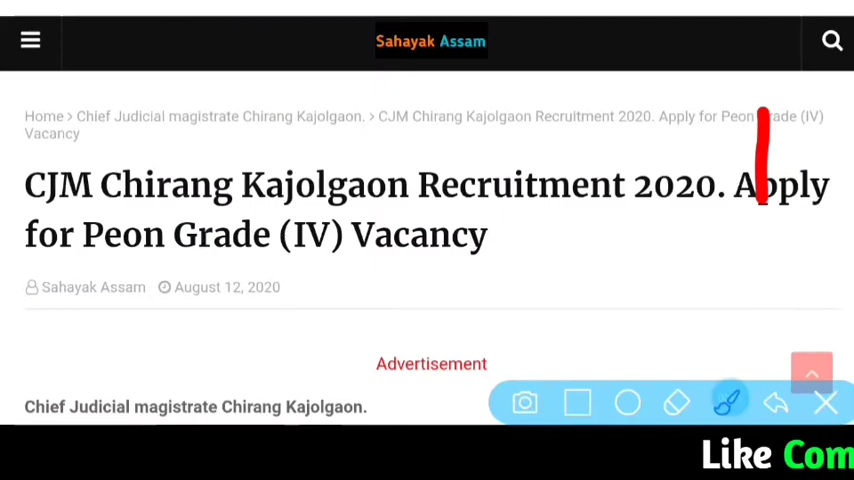 Sahayak Assam
Home > Chief Judicial magistrate Chirang Kajolgaon. > CJM Chirang Kajolgaon Recruitment 2020. Apply for Peon Grade (IV)
Vacancy
CJM Chirang Kajolgaon Recruitment 2020. Apply
for Peon Grade (IV) Vacancy
Sahayak Assam August 12, 2020
Advertisement
Chief Judicial magistrate Chirang Kajolgaon.
Like Com